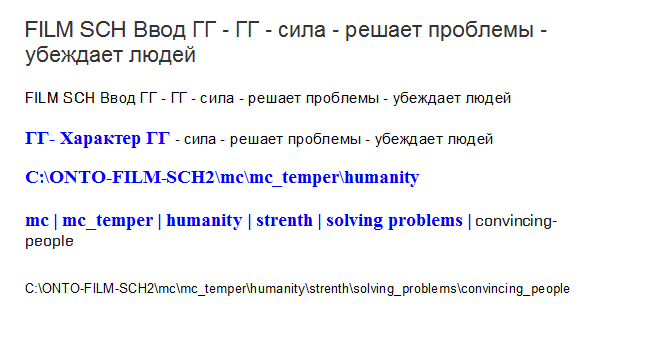 FILM SCH Ввод ГГ - ГГ - сила - решает проблемы -
убеждает людей
FILM SCH Ввод ГГ - ГГ - сила - решает проблемы - убеждает людей
ГГ- Характер ГГ - сила - решает проблемы - убеждает людей
C:\ONTO-FILM-SCH2\mc\mc_temper\humanity
mc | mc_temper | humanity | strenth | solving problems | convincing-
people
C:\ONTO-FILM-SCH2\mc\mc_temper\humanity\strenth\solving_problems\convincing_people